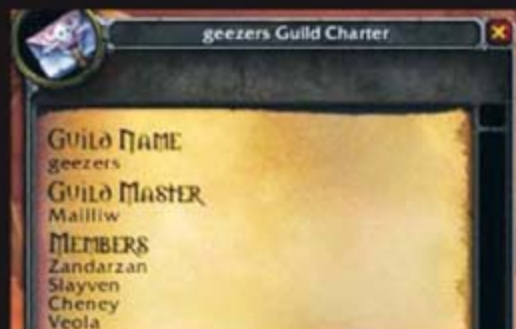 geezers Guild Charter
Guild Name
geezers
Guild Master
Mailliw
Members
Zandarzan
Slayven
Cheney
Veola